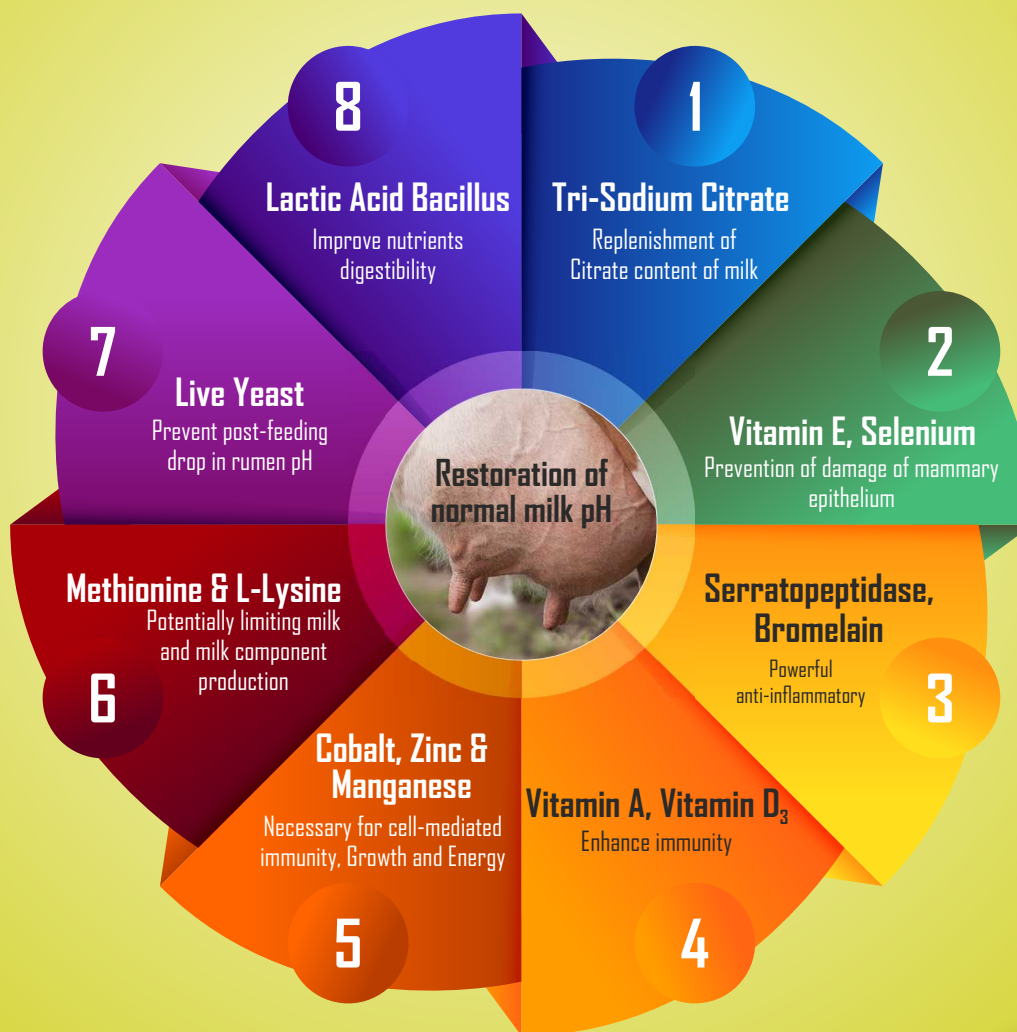 Restoration of
normal milk pH
1
Tri-Sodium Citrate
Replenishment of
Citrate content of milk
2
Vitamin E, Selenium
Prevention of damage of mammary
epithelium
Serratopeptidase,
Bromelain
Powerful
anti-inflammatory
3
Vitamin A, Vitamin D₃
Enhance immunity
4
Cobalt, Zinc &
Manganese
Necessary for cell-mediated
immunity, Growth and Energy
5
Methionine & L-Lysine
Potentially limiting milk
and milk component
production
6
7
Live Yeast
Prevent post-feeding
drop in rumen pH
8
Lactic Acid Bacillus
Improve nutrients
digestibility